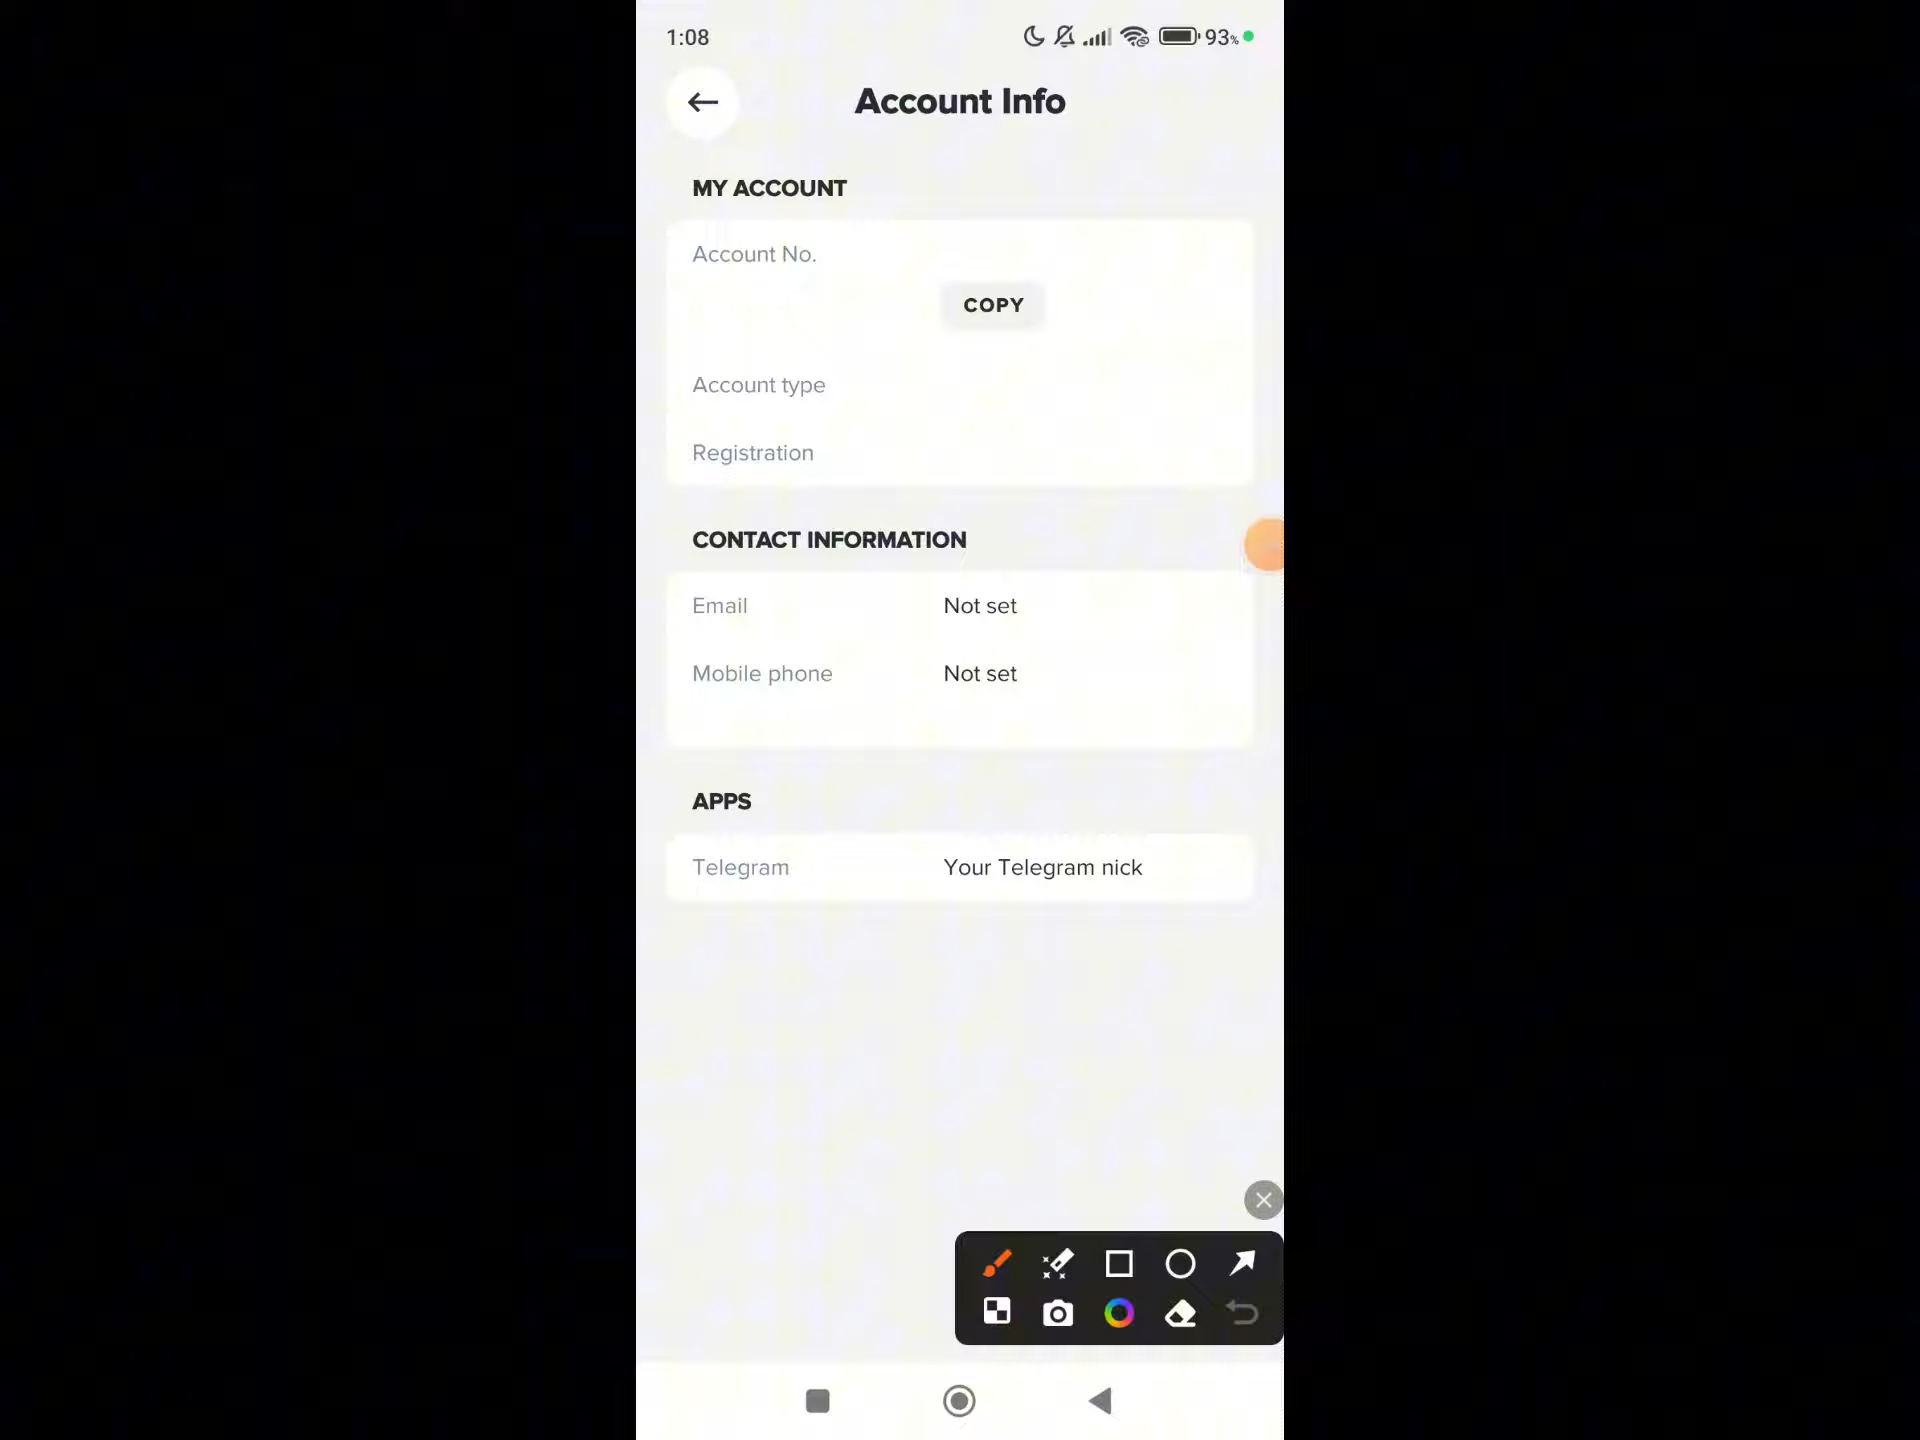 1:08
93%
Account Info
MY ACCOUNT
Account No.
COPY
Account type
Registration
CONTACT INFORMATION
Email Not set
Mobile phone Not set
APPS
Telegram Your Telegram nick